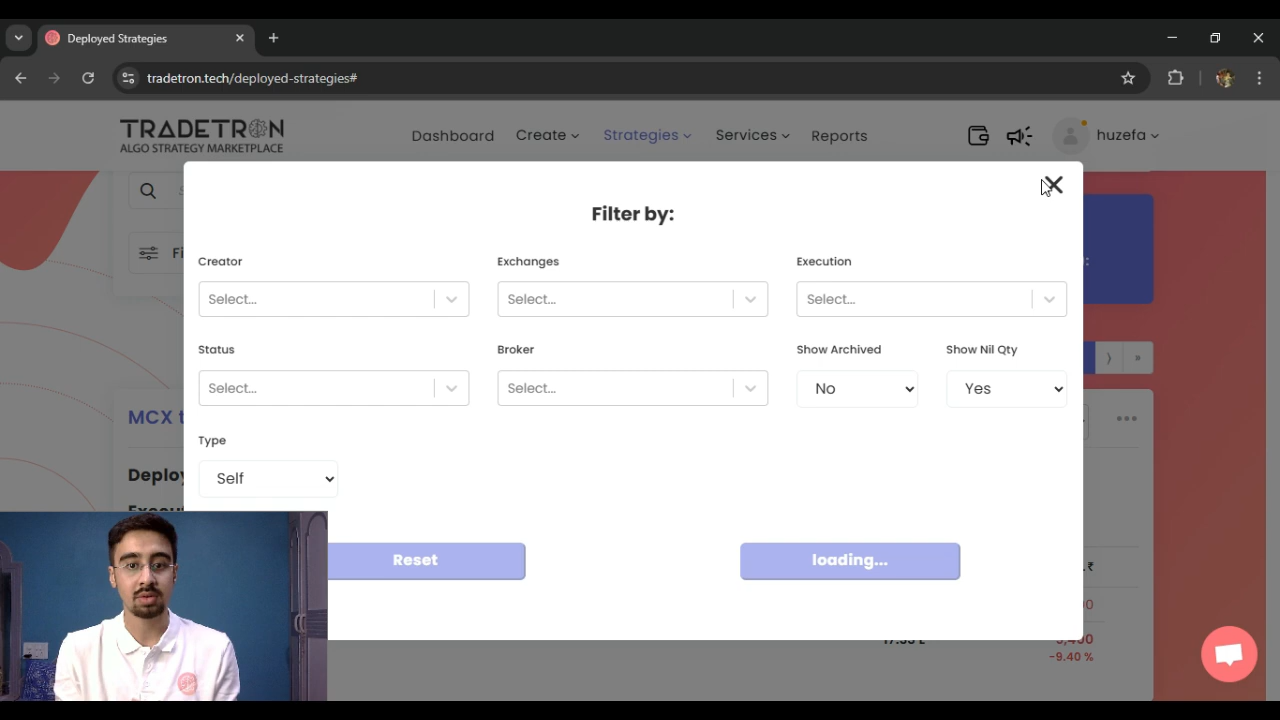 Deployed Strategies
tradetron.tech/deployed-strategies#
TRADETRON
ALGO STRATEGY MARKETPLACE
Dashboard Create Strategies Services Reports huzefa
Filter by:
Creator Exchanges Execution
Select... Select... Select...
Status Broker Show Archived Show Nil Qty
Select... Select... No Yes
MCX
Type
Deploy
Self
Reset loading...
-9.40 %